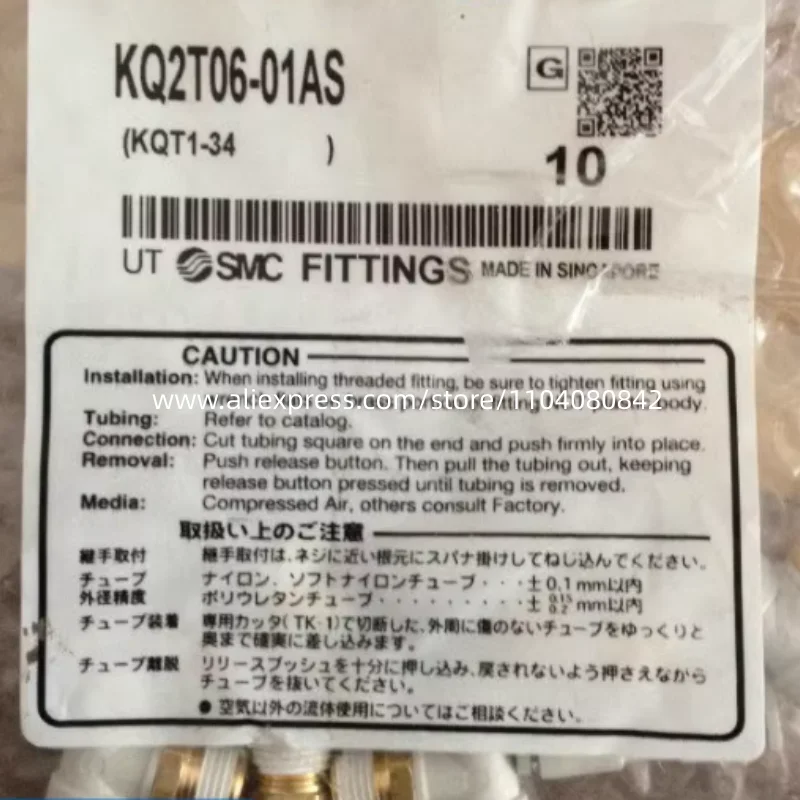 KQ2T06-01AS
G
(KQT1-34 )
10
UT SMC FITTINGS MADE IN SINGAPORE
CAUTION
Installation: When installing threaded fitting, be sure to tighten fitting using
body.
www.aliexpress.com/store/1104080842
Tubing: Refer to catalog.
Connection: Cut tubing square on the end and push firmly into place.
Removal: Push release button. Then pull the tubing out, keeping
release button pressed until tubing is removed.
Media: Compressed Air, others consult Factory.
取扱い上のご注意
継手取付 継手取付は、ネジに近い根元にスパナ掛けしてねじ込んでください。
チューブ ナイロン、ソフトナイロンチューブ・・・± 0.1 mm以内
外径精度 ポリウレタンチューブ・・・・・・・・・± 0.15 0.2 mm以内
チューブ装着 専用カッタ(TK-1)で切断した、外周に傷のないチューブをゆっくりと
奥まで確実に差し込みます。
チューブ離脱 リリースプッシュを十分に押し込み、戻されないよう押さえながら
チューブを抜いてください。
● 空気以外の流体使用についてはご相談ください。